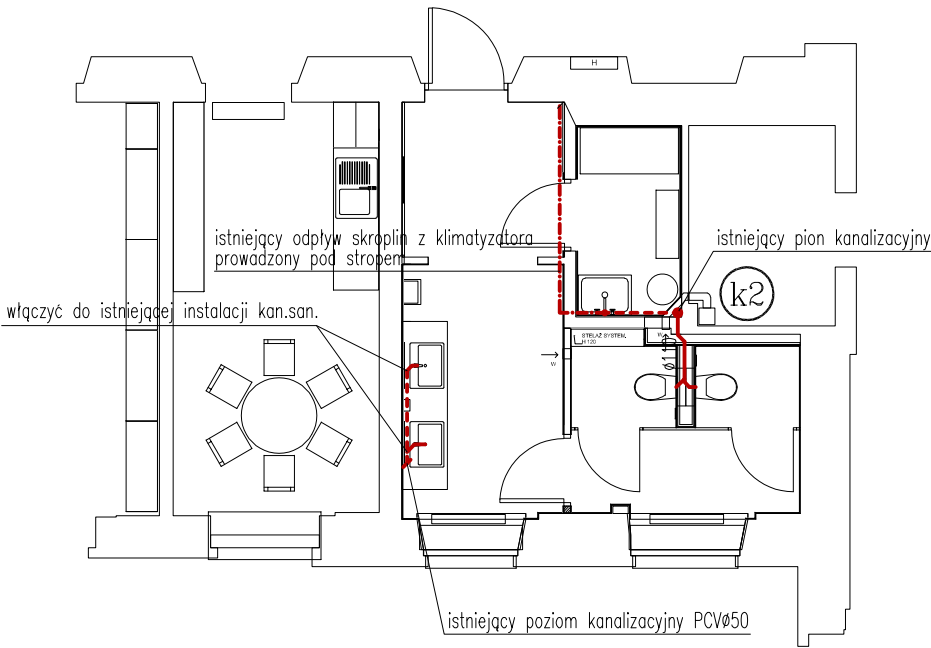 H
istniejący odpływ skroplin z klimatyzatora
prowadzony pod stropem
istniejący pion kanalizacyjny
k2
włączyć do istniejącej instalacji kan.san.
STELAŻ SYSTEM.
H 120
W
W
istniejący poziom kanalizacyjny PCVø50